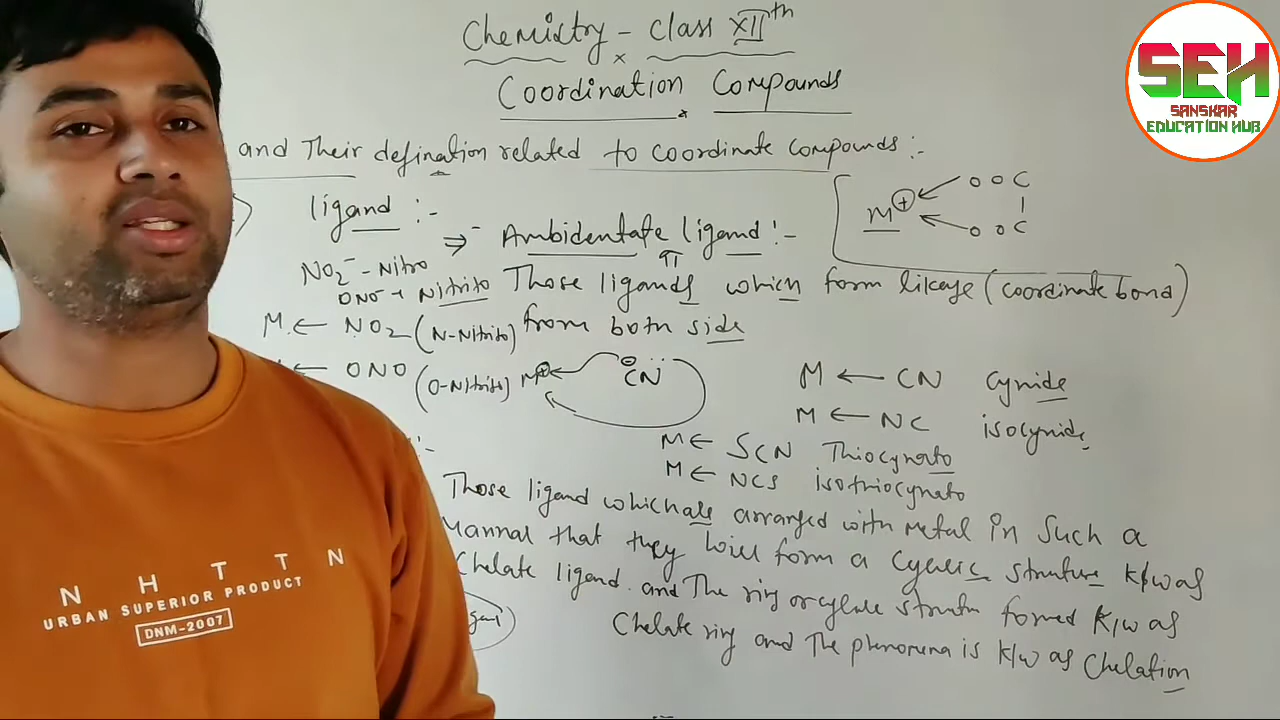 Chemistry - Class XIIth
Coordination Compounds
SEH
SANSKAR
EDUCATION HUB
and Their defination related to coordinate compounds :-
M+ ← O O C
← O O C
ligand :-
⇒ Ambidentate ligand :-
NO2- - Nitro
ONO- → Nitrito
Those ligands which form likage (coordinate bond)
from both side
M ← NO2 (N-Nitrito)
← ONO (O-Nitrito)
M+ CN
M ← CN Cynide
M ← NC isocynide
M ← SCN Thiocynato
M ← NCS isothiocynato
Those ligand which are arranged with metal in such a
mannar that they will form a cyclic struture k/w as
Chelate ligand. and The ring or cylic strutn formed k/w as
Chelate ring and The phenomena is k/w as Chelation
N H T T N
URBAN SUPERIOR PRODUCT
DNM-2007